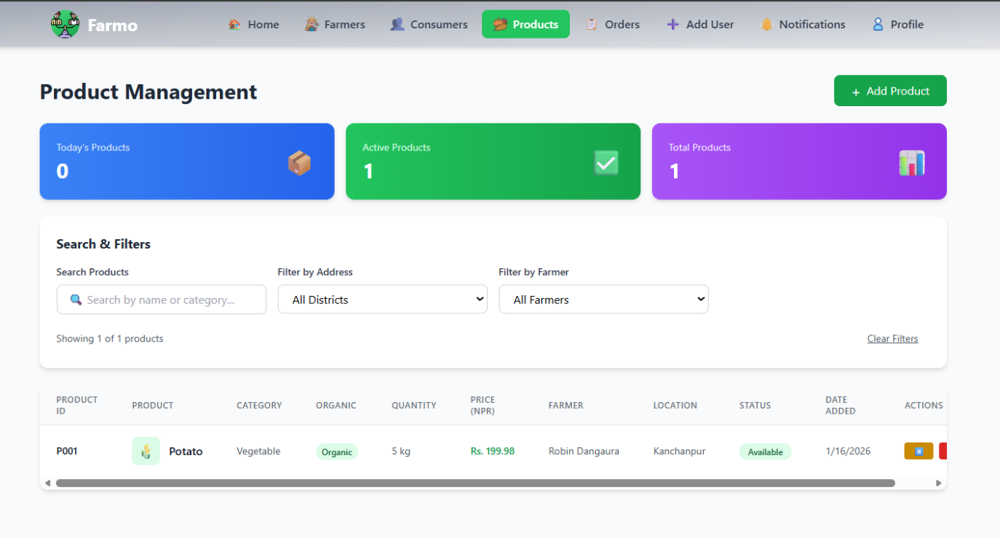 Farmo
Home
Farmers
Consumers
Products
Orders
Add User
Notifications
Profile
Product Management
+ Add Product
Today's Products
0
Active Products
1
Total Products
1
Search & Filters
Search Products
Filter by Address
Filter by Farmer
Search by name or category...
All Districts
All Farmers
Showing 1 of 1 products
Clear Filters
PRODUCT ID
PRODUCT
CATEGORY
ORGANIC
QUANTITY
PRICE (NPR)
FARMER
LOCATION
STATUS
DATE ADDED
ACTIONS
P001
Potato
Vegetable
Organic
5 kg
Rs. 199.98
Robin Dangaura
Kanchanpur
Available
1/16/2026